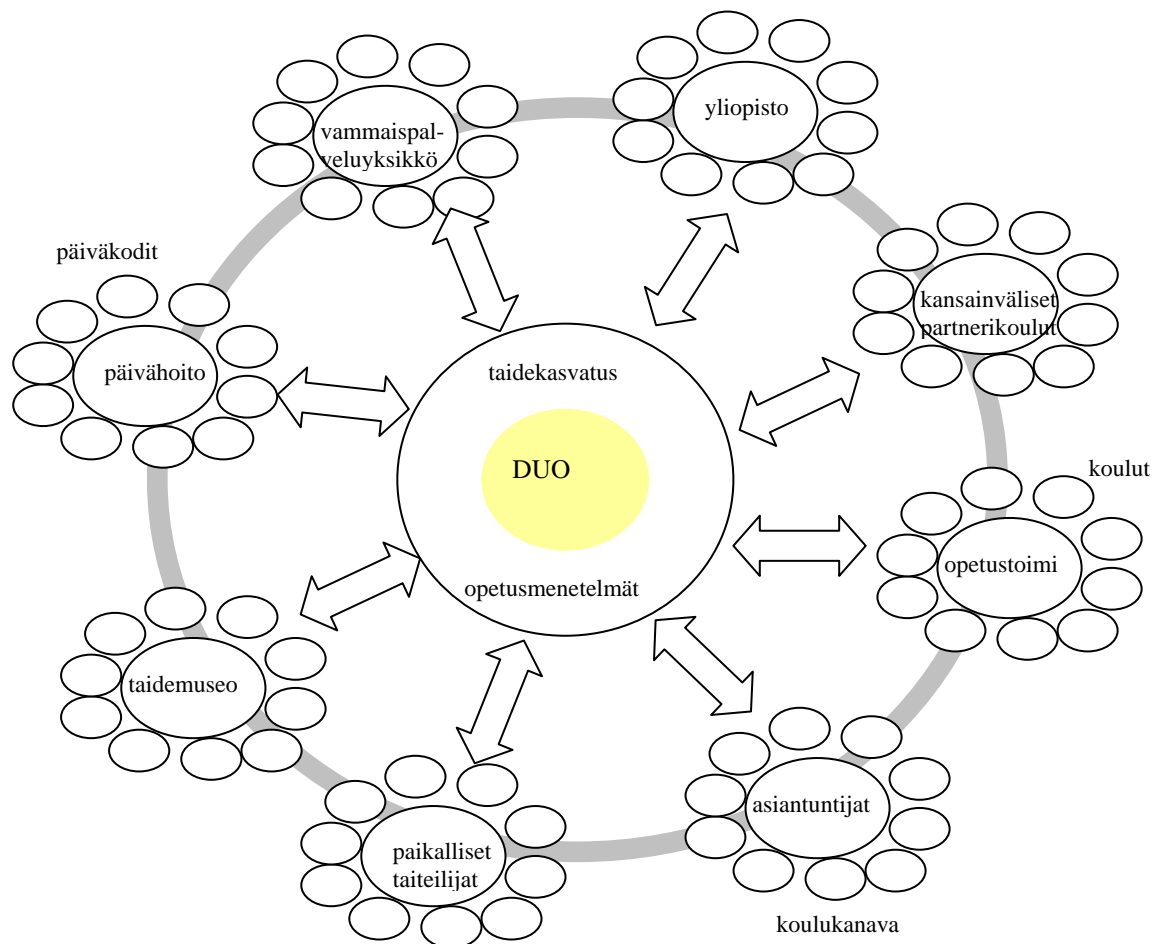 yliopisto
vammaispal-
veluyksikkö
päiväkodit
kansainväliset
partnerikoulut
päivähoito
taidekasvatus
DUO
koulut
opetustoimi
opetusmenetelmät
taidemuseo
asiantuntijat
paikalliset
taiteilijat
koulukanava